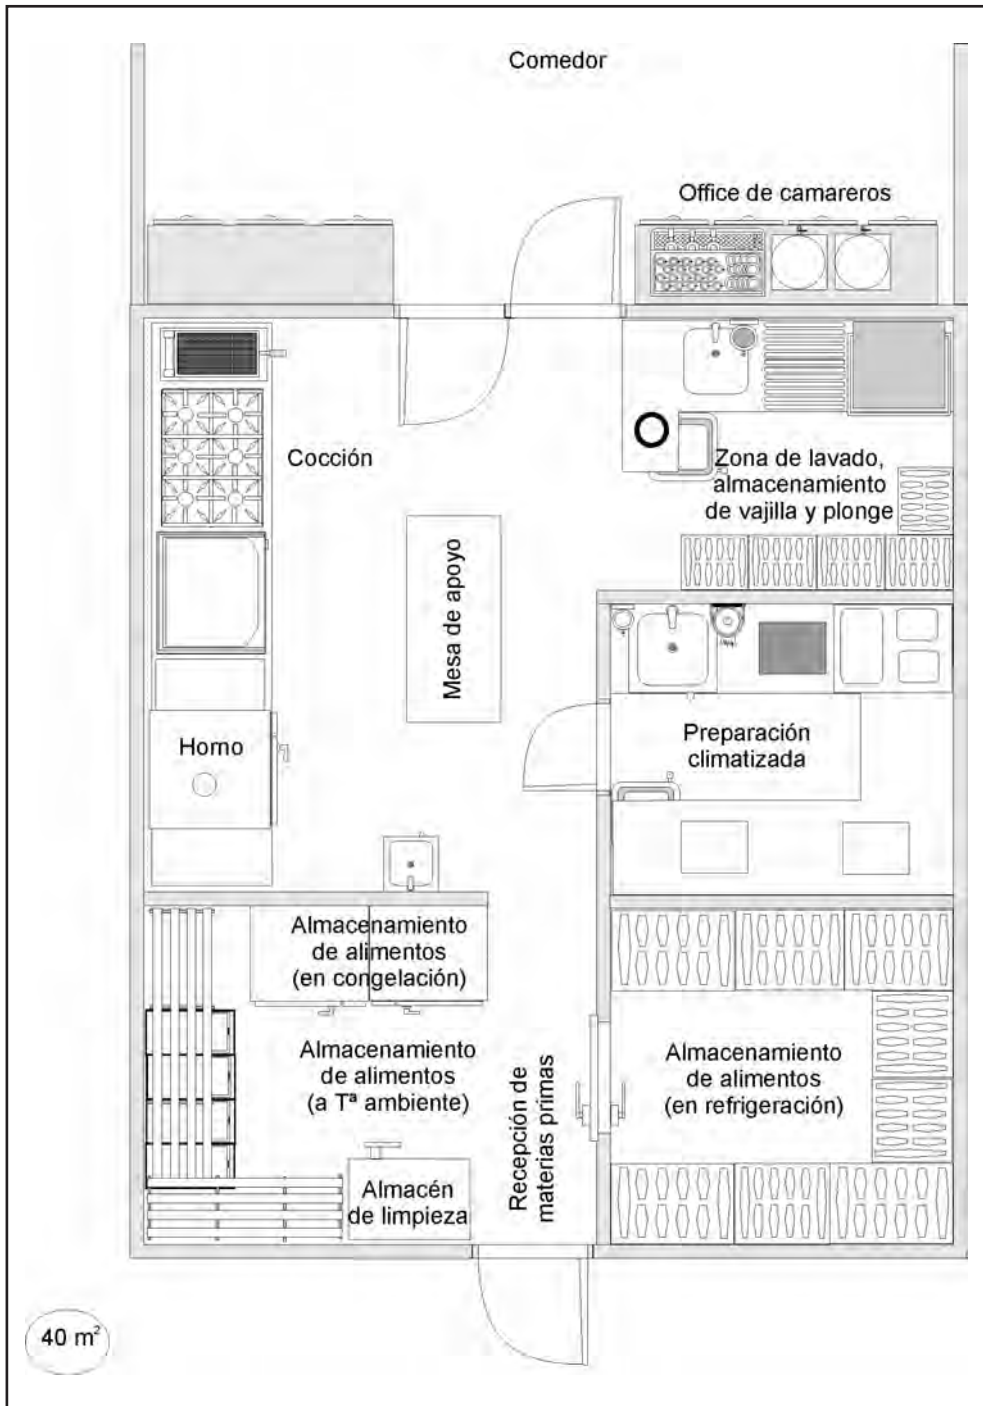 Comedor
Office de camareros
Cocción
Zona de lavado,
almacenamiento
de vajilla y plonge
Mesa de apoyo
Horno
Preparación
climatizada
Almacenamiento
de alimentos
(en congelación)
Almacenamiento
de alimentos
(a Tª ambiente)
Recepción de
materias primas
Almacenamiento
de alimentos
(en refrigeración)
Almacén
de limpieza
40 m²